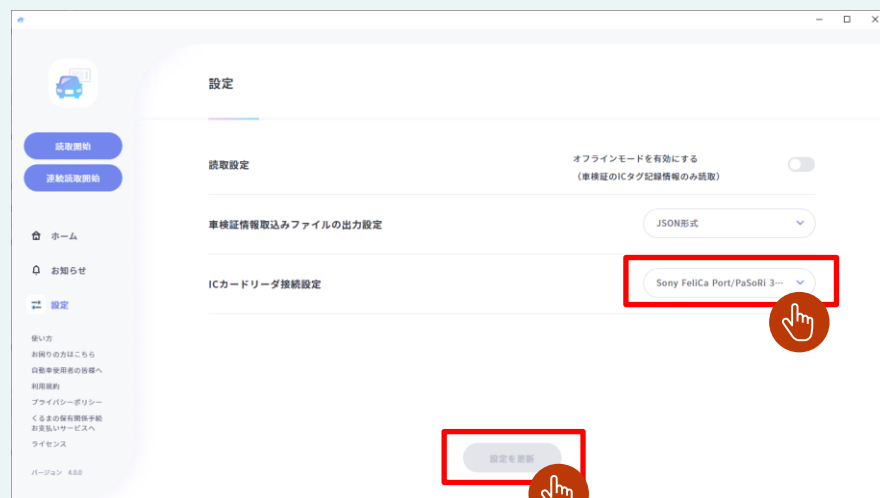 設定
読取開始
連続読取開始
読取設定
オフラインモードを有効にする
（車検証のICタグ記録情報のみ読取）
車検証情報取込みファイルの出力設定
JSON形式
ホーム
お知らせ
ICカードリーダ接続設定
Sony FeliCa Port/PaSoRi 3…
設定
使い方
お困りの方はこちら
自動車使用者の皆様へ
利用規約
プライバシーポリシー
くるまの保有関係手続
お支払いサービスへ
ライセンス
設定を更新
バージョン 4.0.0